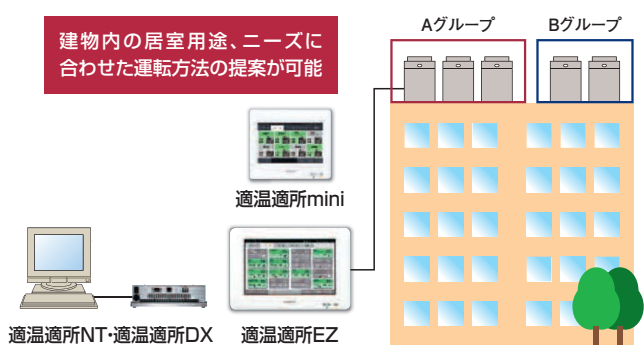 建物内の居室用途、ニーズに
合わせた運転方法の提案が可能
Aグループ
Bグループ
適温適所mini
適温適所NT・適温適所DX
適温適所EZ